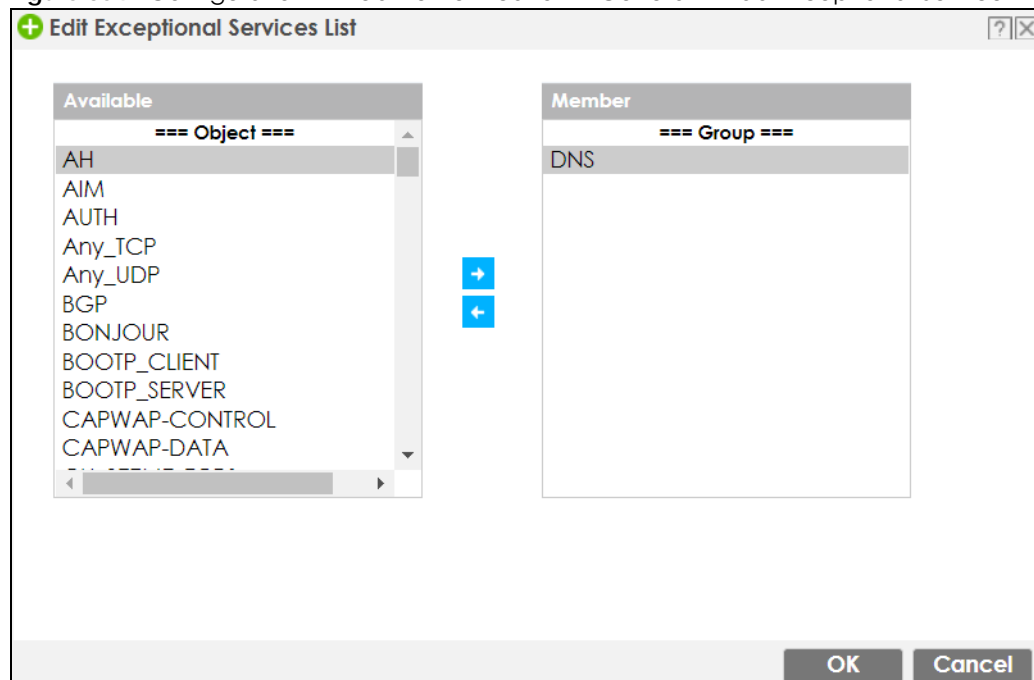 Edit Exceptional Services List
?
Available
=== Object ===
AH
AIM
AUTH
Any_TCP
Any_UDP
BGP
BONJOUR
BOOTP_CLIENT
BOOTP_SERVER
CAPWAP-CONTROL
CAPWAP-DATA
Member
=== Group ===
DNS
OK
Cancel